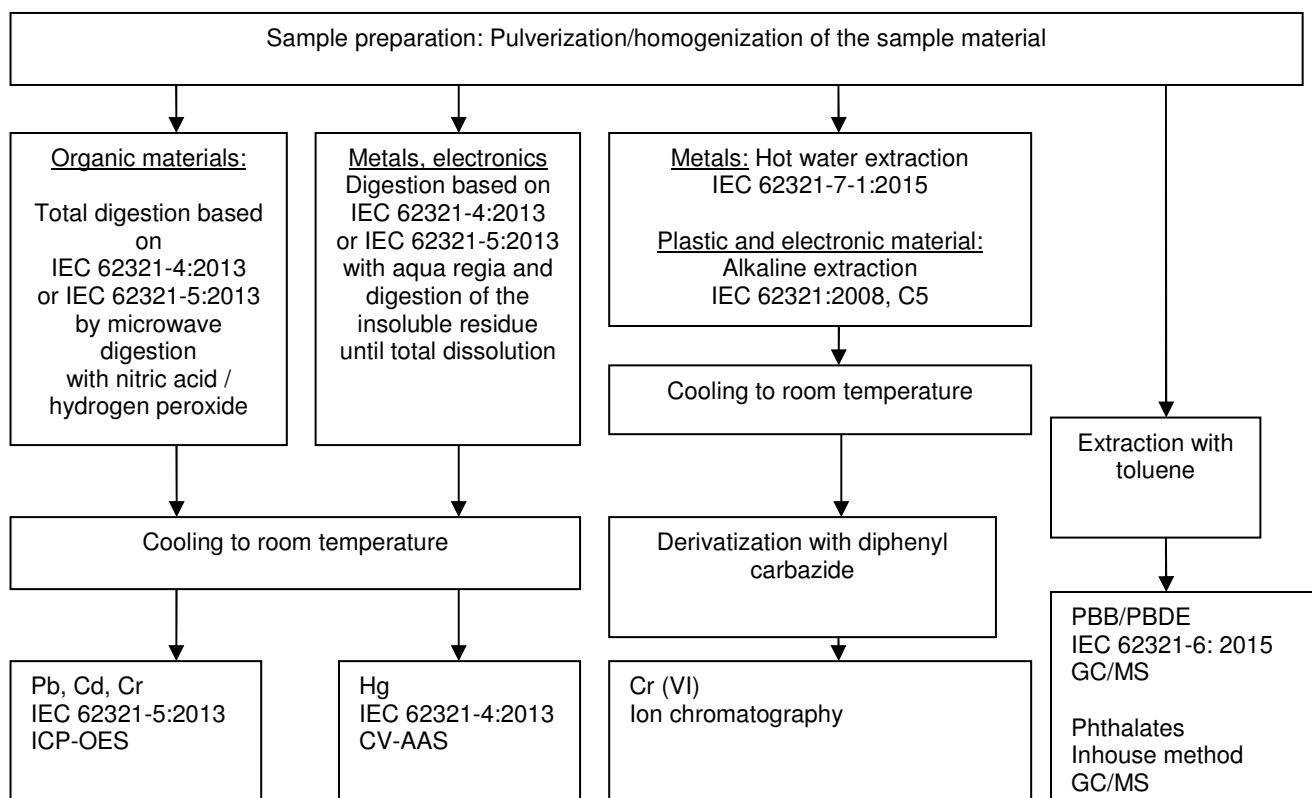 Sample preparation: Pulverization/homogenization of the sample material
Organic materials:
Total digestion based
on
IEC 62321-4:2013
or IEC 62321-5:2013
by microwave
digestion
with nitric acid /
hydrogen peroxide
Metals, electronics
Digestion based on
IEC 62321-4:2013
or IEC 62321-5:2013
with aqua regia and
digestion of the
insoluble residue
until total dissolution
Metals: Hot water extraction
IEC 62321-7-1:2015
Plastic and electronic material:
Alkaline extraction
IEC 62321:2008, C5
Cooling to room temperature
Extraction with
toluene
Cooling to room temperature
Derivatization with diphenyl
carbazide
PBB/PBDE
IEC 62321-6: 2015
GC/MS
Phthalates
Inhouse method
GC/MS
Pb, Cd, Cr
IEC 62321-5:2013
ICP-OES
Hg
IEC 62321-4:2013
CV-AAS
Cr (VI)
Ion chromatography